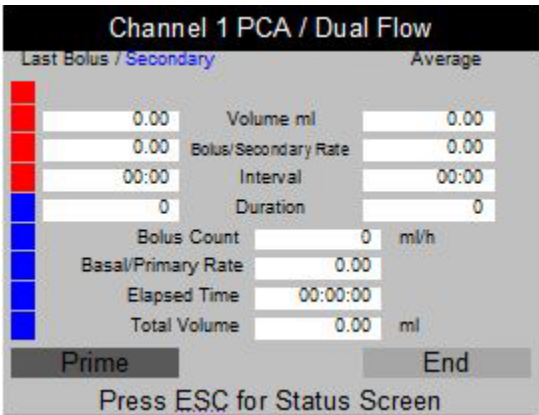 Channel 1 PCA / Dual Flow
Last Bolus / Secondary Average
0.00 Volume ml 0.00
0.00 Bolus/Secondary Rate 0.00
00:00 Interval 00:00
0 Duration 0
Bolus Count 0 ml/h
Basal/Primary Rate 0.00
Elapsed Time 00:00:00
Total Volume 0.00 ml
Prime End
Press ESC for Status Screen